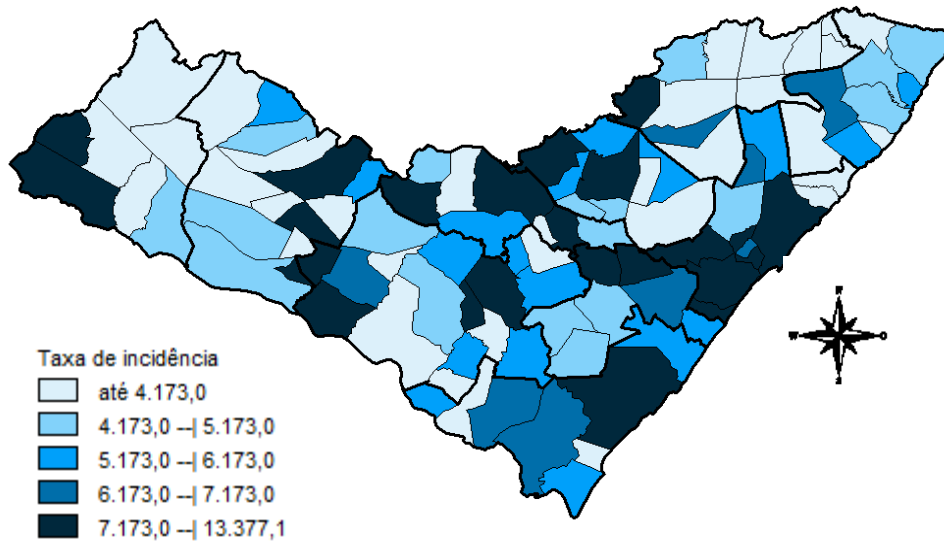 Taxa de incidência
até 4.173,0
4.173,0 --| 5.173,0
5.173,0 --| 6.173,0
6.173,0 --| 7.173,0
7.173,0 --| 13.377,1